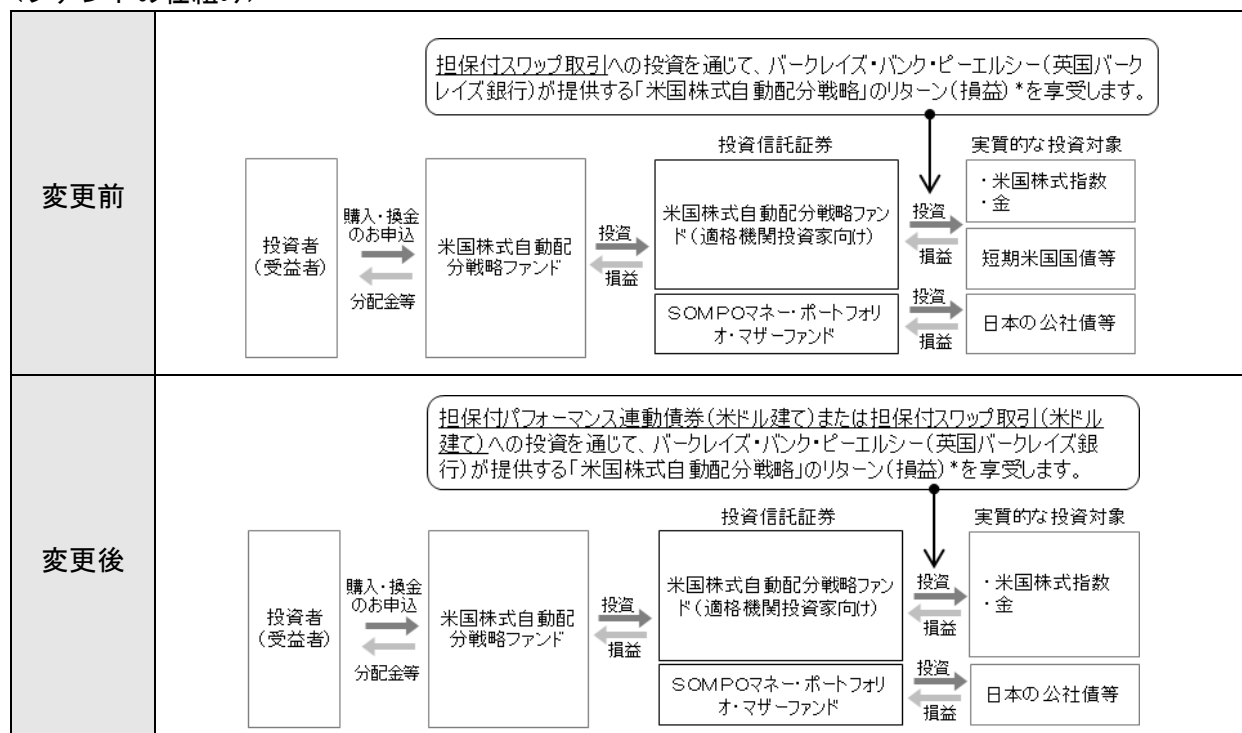 変更前
担保付スワップ取引への投資を通じて、バークレイズ・バンク・ピーエルシー(英国バーク
レイズ銀行)が提供する「米国株式自動配分戦略」のリターン(損益)*を享受します。
投資信託証券
実質的な投資対象
投資者
(受益者)
購入・換金
のお申込
分配金等
米国株式自動配
分戦略ファンド
投資
損益
米国株式自動配分戦略ファン
ド(適格機関投資家向け)
投資
損益
・米国株式指数
・金
短期米国国債等
SOMPOマネー・ポートフォリ
オ・マザーファンド
投資
損益
日本の公社債等
変更後
担保付パフォーマンス連動債券(米ドル建て)または担保付スワップ取引(米ドル
建て)への投資を通じて、バークレイズ・バンク・ピーエルシー(英国バークレイズ銀
行)が提供する「米国株式自動配分戦略」のリターン(損益)*を享受します。
投資信託証券
実質的な投資対象
投資者
(受益者)
購入・換金
のお申込
分配金等
米国株式自動配
分戦略ファンド
投資
損益
米国株式自動配分戦略ファン
ド(適格機関投資家向け)
投資
損益
・米国株式指数
・金
SOMPOマネー・ポートフォリ
オ・マザーファンド
投資
損益
日本の公社債等